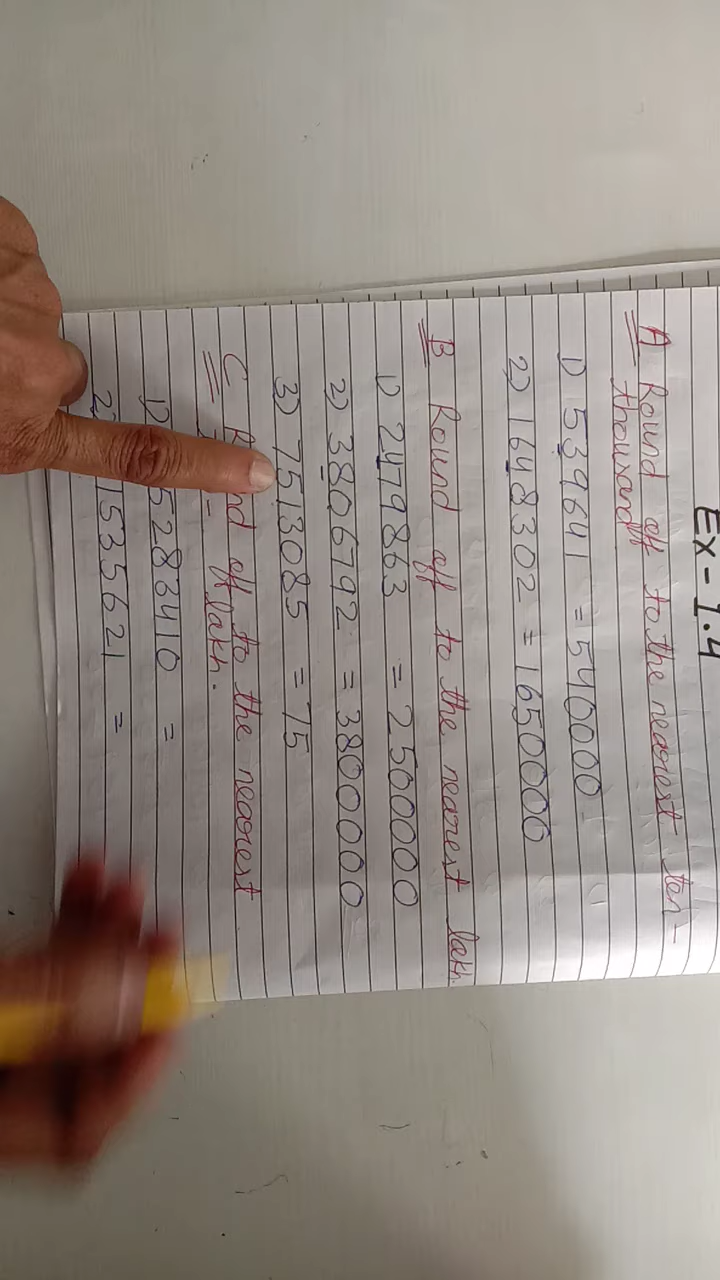 Ex - 1.4
A Round off to the nearest ten-
thousand
1) 539641 = 540000
2) 1648302 = 1650000
B Round off to the nearest lakh.
1) 2479863 = 2500000
2) 3806792 = 3800000
3) 7513085 = 75
C off to the nearest
lakh.
1) 5283410 =
2) 1535621 =